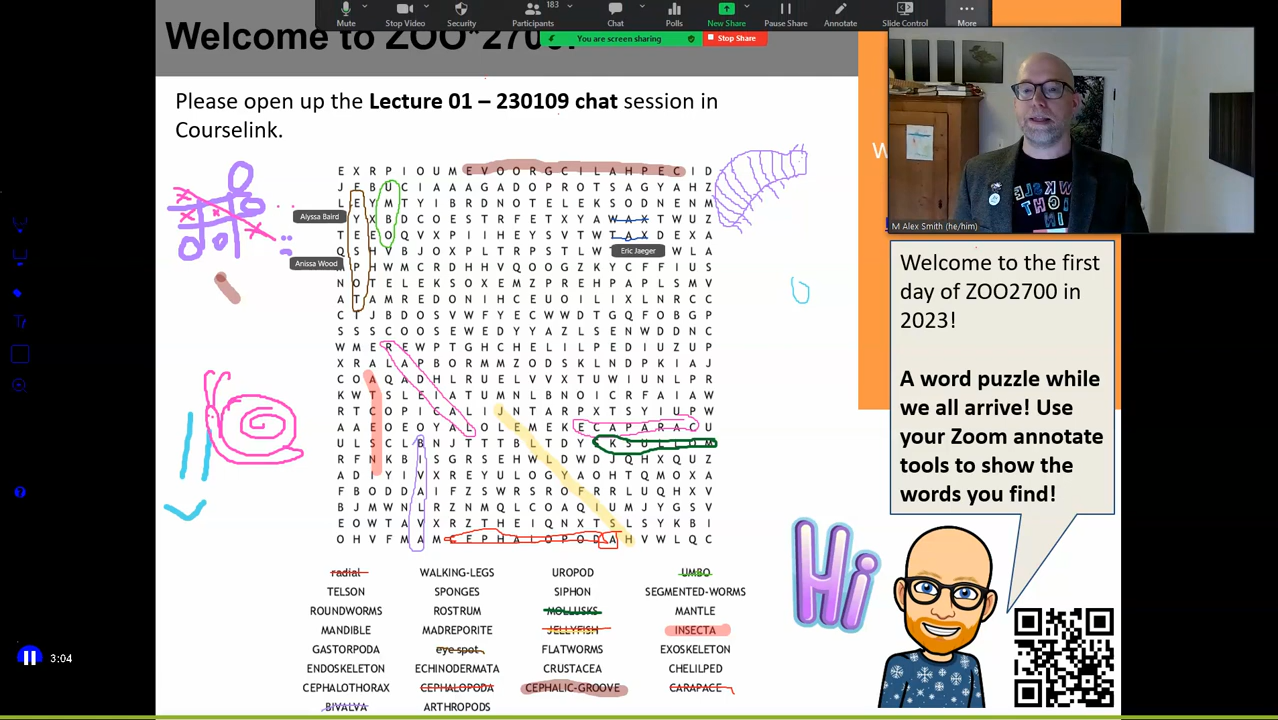 183
Mute
Stop Video
Security
Participants
Chat
Polls
New Share
Pause Share
Annotate
Slide Control
More
You are screen sharing
Stop Share
Welcome to ZOO*2700!
Please open up the Lecture 01 – 230109 chat session in
Courselink.
E X R P I O U M E V O O R G C I L A H P E C I D
Alyssa Baird
Eric Jaeger
Anissa Wood
A T A M R E D O N I H C E U O I L I X L N R C C
C T J B D O S V W F Y E C W W D T G Q F O B G P
S S S C O O S E W E D Y Y A Z L S E N W D D N C
W M E R E W P T G H C H E L I L P E D I U Z U P
X R A L A P B O R M M Z O D S K L N D P K I A J
C O A Q A D H L R U E L V V X T U W I U N L P R
K W T S L E I A T U M N L B N O I C R F A I A W
R T C O P I C A L I J N T A R P X T S Y I U P W
A A E O E O T A L O L E M E K E C A P A R A C U
U L S C L B N J T T T B L T D Y K S U L L O M
R F N K B I S G R S E H W L D W D J Q H X Q U Z
A D I Y I V X R E Y U L O G Y A O H T Q M O X A
F B O D D A I F Z S W R S R O F R R L U Q H X V
B J M W N L R Z N M Q L C O A Q I U M J Y G S V
E O W T A V X R Z T H E I Q N X T S L S Y K B I
O H V F M A M C E P H A L O P O D A H V W L Q C
radial WALKING-LEGS UROPOD UMBO
TELSON SPONGES SIPHON SEGMENTED-WORMS
ROUNDWORMS ROSTRUM MOLLUSKS MANTLE
MANDIBLE MADREPORITE JELLYFISH INSECTA
GASTORPODA eye spot FLATWORMS EXOSKELETON
ENDOSKELETON ECHINODERMATA CRUSTACEA CHELILPED
CEPHALOTHORAX CEPHALOPODA CEPHALIC-GROOVE CARAPACE
BIVALVA ARTHROPODS
W
M Alex Smith (he/him)
Welcome to the first
day of ZOO2700 in
2023!
A word puzzle while
we all arrive! Use
your Zoom annotate
tools to show the
words you find!
Hi
3:04